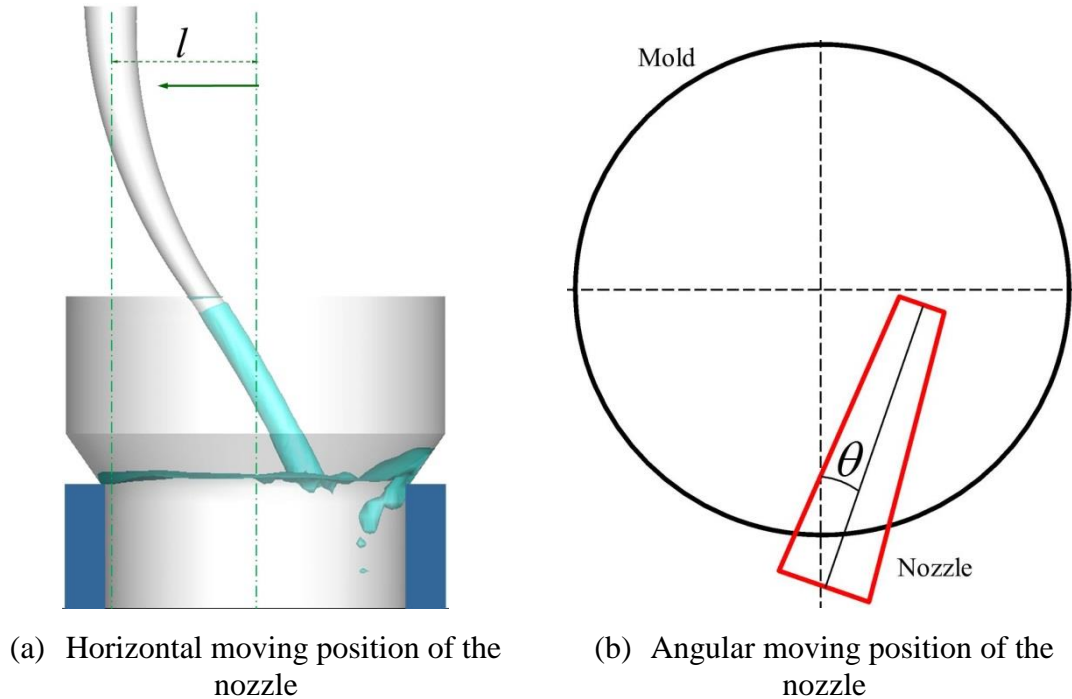 l
Mold
θ
Nozzle
(a) Horizontal moving position of the
nozzle
(b) Angular moving position of the
nozzle